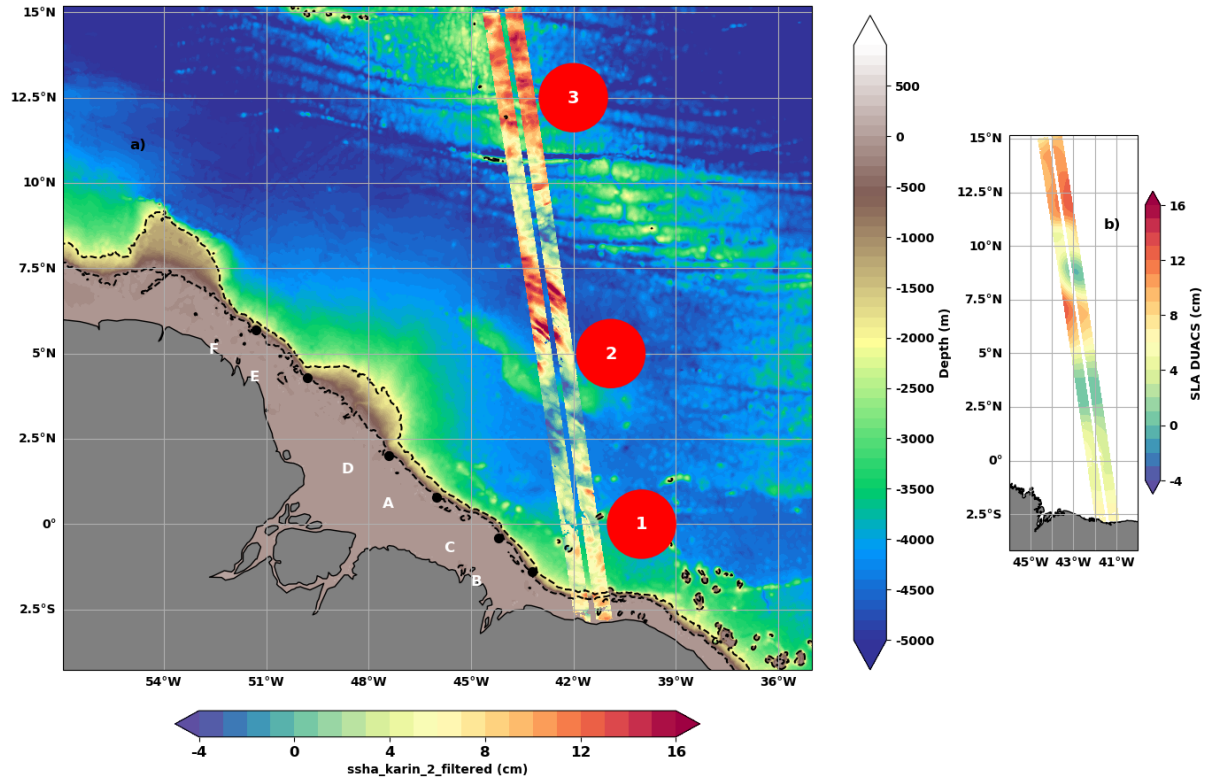 15°N
12.5°N
10°N
7.5°N
5°N
2.5°N
0°
2.5°S
54°W
51°W
48°W
45°W
42°W
39°W
36°W
a)
3
2
1
F
E
D
A
C
B
-4
0
4
8
12
16
ssha_karin_2_filtered (cm)
500
0
-500
-1000
-1500
-2000
-2500
-3000
-3500
-4000
-4500
-5000
Depth (m)
15°N
12.5°N
10°N
7.5°N
5°N
2.5°N
0°
2.5°S
45°W
43°W
41°W
b)
16
12
8
4
0
-4
SLA DUACS (cm)